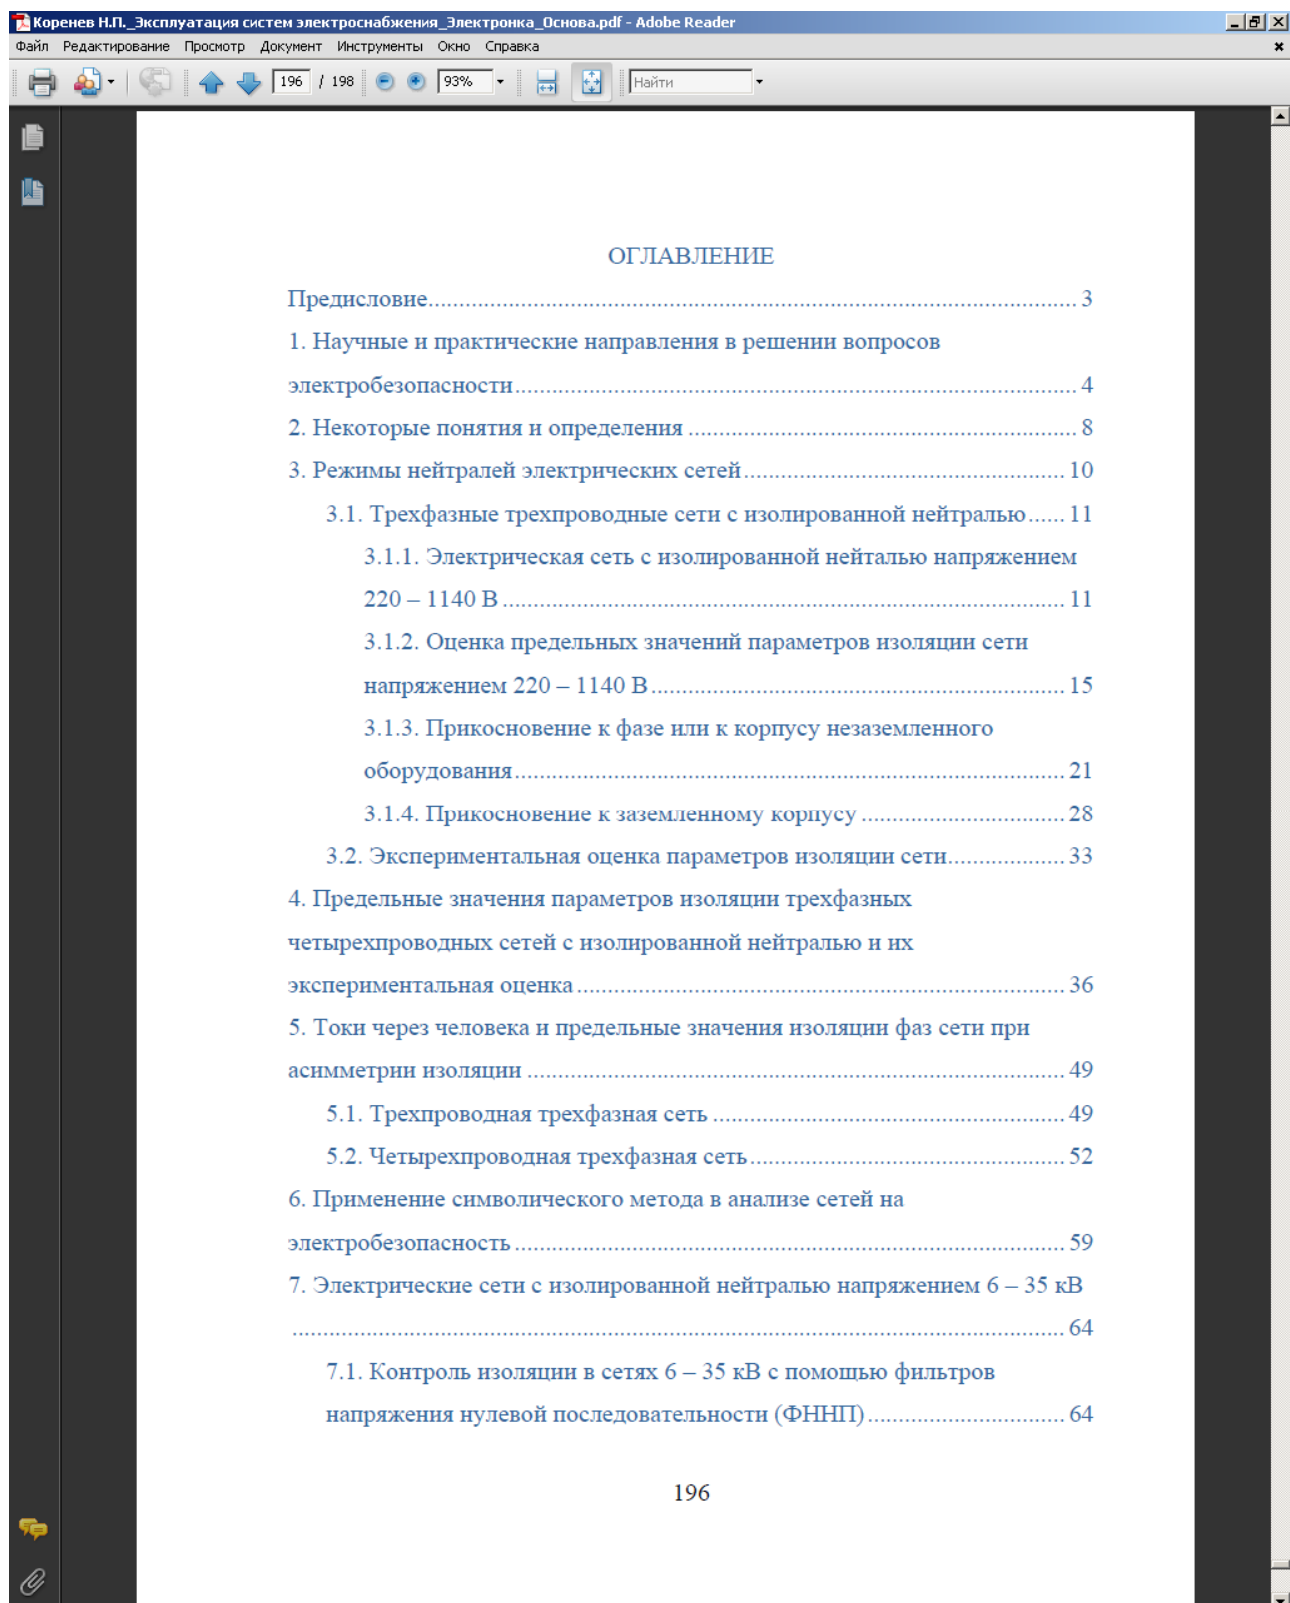 Коренев Н.П._Эксплуатация систем электроснабжения_Электронка_Основа.pdf - Adobe Reader
Файл Редактирование Просмотр Документ Инструменты Окно Справка
196 / 198 93% Найти
ОГЛАВЛЕНИЕ
Предисловие........................................................................................................ 3
1. Научные и практические направления в решении вопросов
электробезопасности.......................................................................................... 4
2. Некоторые понятия и определения .............................................................. 8
3. Режимы нейтралей электрических сетей.................................................... 10
3.1. Трехфазные трехпроводные сети с изолированной нейтралью...... 11
3.1.1. Электрическая сеть с изолированной нейталью напряжением
220 – 1140 В .......................................................................................... 11
3.1.2. Оценка предельных значений параметров изоляции сети
напряжением 220 – 1140 В................................................................... 15
3.1.3. Прикосновение к фазе или к корпусу незаземленного
оборудования........................................................................................ 21
3.1.4. Прикосновение к заземленному корпусу ................................. 28
3.2. Экспериментальная оценка параметров изоляции сети................... 33
4. Предельные значения параметров изоляции трехфазных
четырехпроводных сетей с изолированной нейтралью и их
экспериментальная оценка .............................................................................. 36
5. Токи через человека и предельные значения изоляции фаз сети при
асимметрии изоляции ...................................................................................... 49
5.1. Трехпроводная трехфазная сеть ........................................................ 49
5.2. Четырехпроводная трехфазная сеть................................................... 52
6. Применение символического метода в анализе сетей на
электробезопасность ........................................................................................ 59
7. Электрические сети с изолированной нейтралью напряжением 6 – 35 кВ
............................................................................................................................ 64
7.1. Контроль изоляции в сетях 6 – 35 кВ с помощью фильтров
напряжения нулевой последовательности (ФННП)................................ 64
196